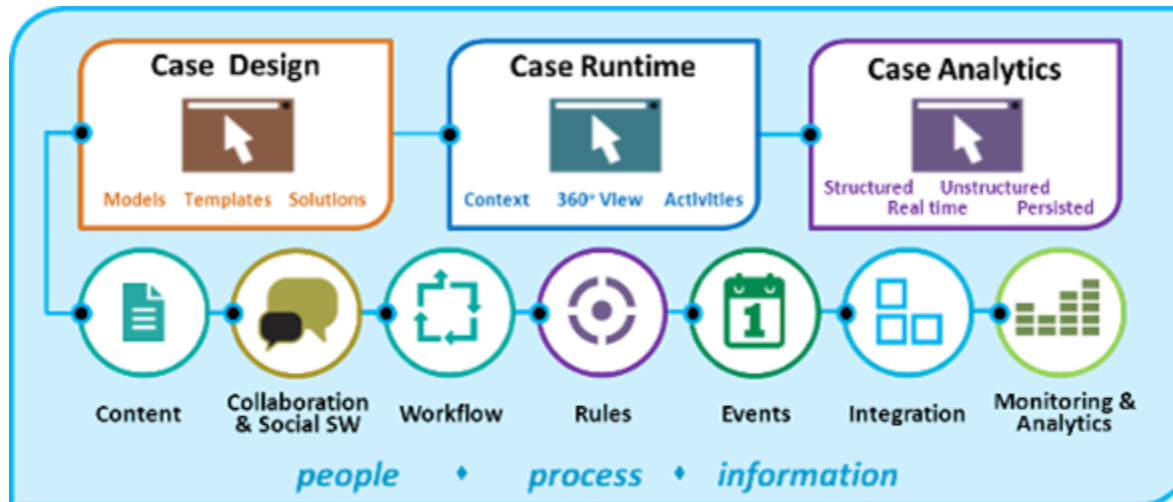 Case Design
Case Runtime
Case Analytics
Models Templates Solutions
Context 360° View Activities
Structured Unstructured
Real time Persisted
1
Content
Collaboration
& Social SW
Workflow
Rules
Events
Integration
Monitoring &
Analytics
people ♦ process ♦ information